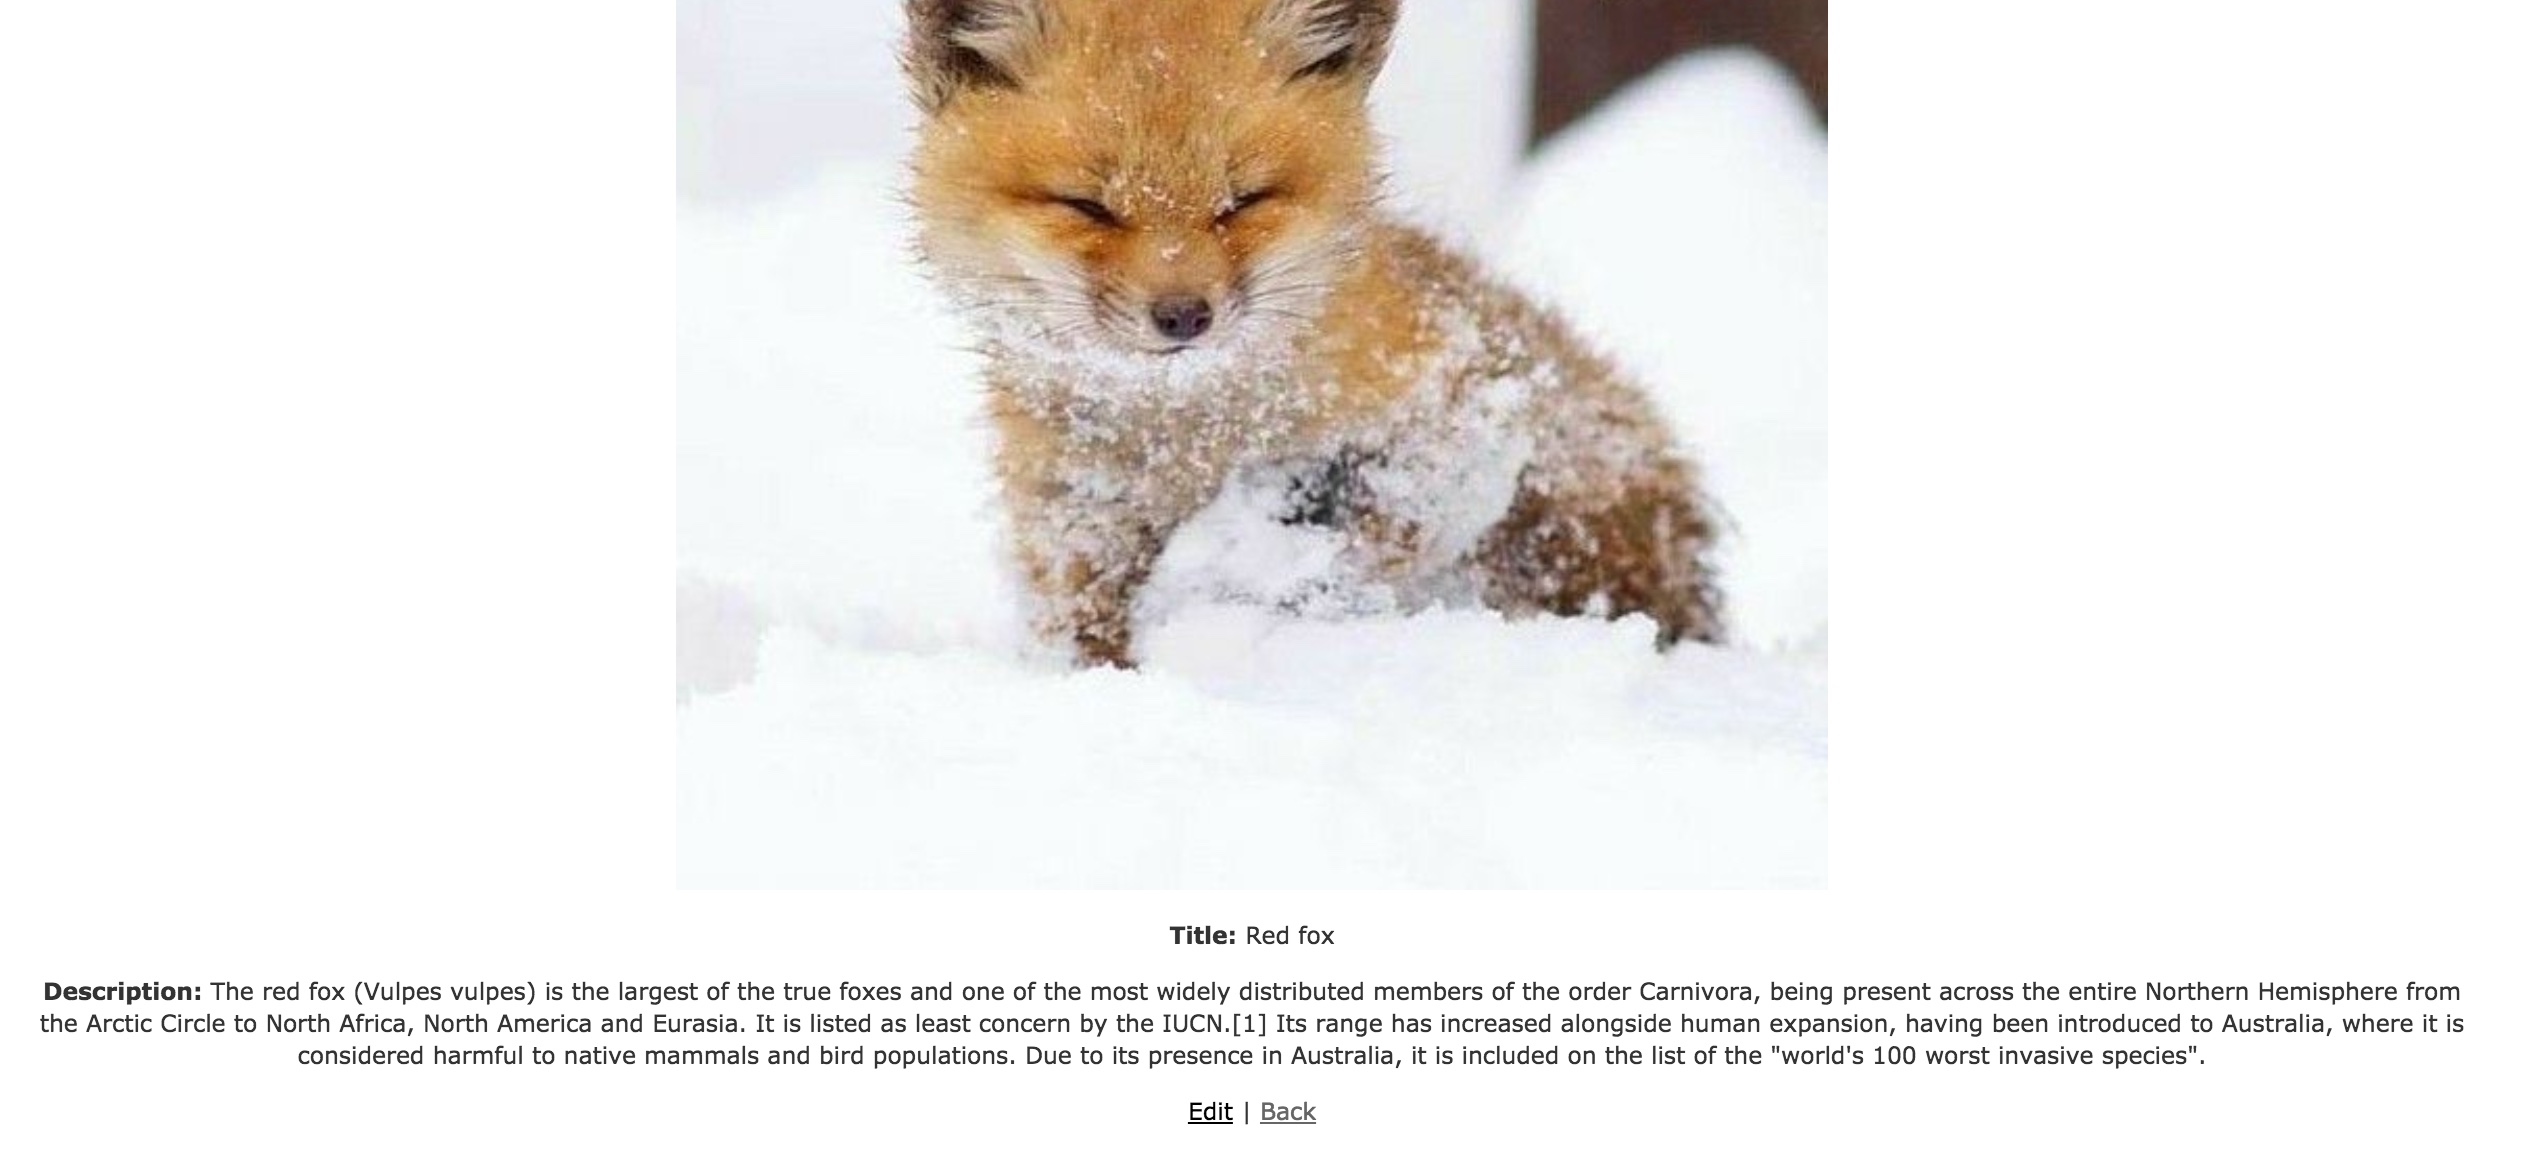 Title: Red fox
Description: The red fox (Vulpes vulpes) is the largest of the true foxes and one of the most widely distributed members of the order Carnivora, being present across the entire Northern Hemisphere from
the Arctic Circle to North Africa, North America and Eurasia. It is listed as least concern by the IUCN.[1] Its range has increased alongside human expansion, having been introduced to Australia, where it is
considered harmful to native mammals and bird populations. Due to its presence in Australia, it is included on the list of the "world's 100 worst invasive species".
Edit | Back